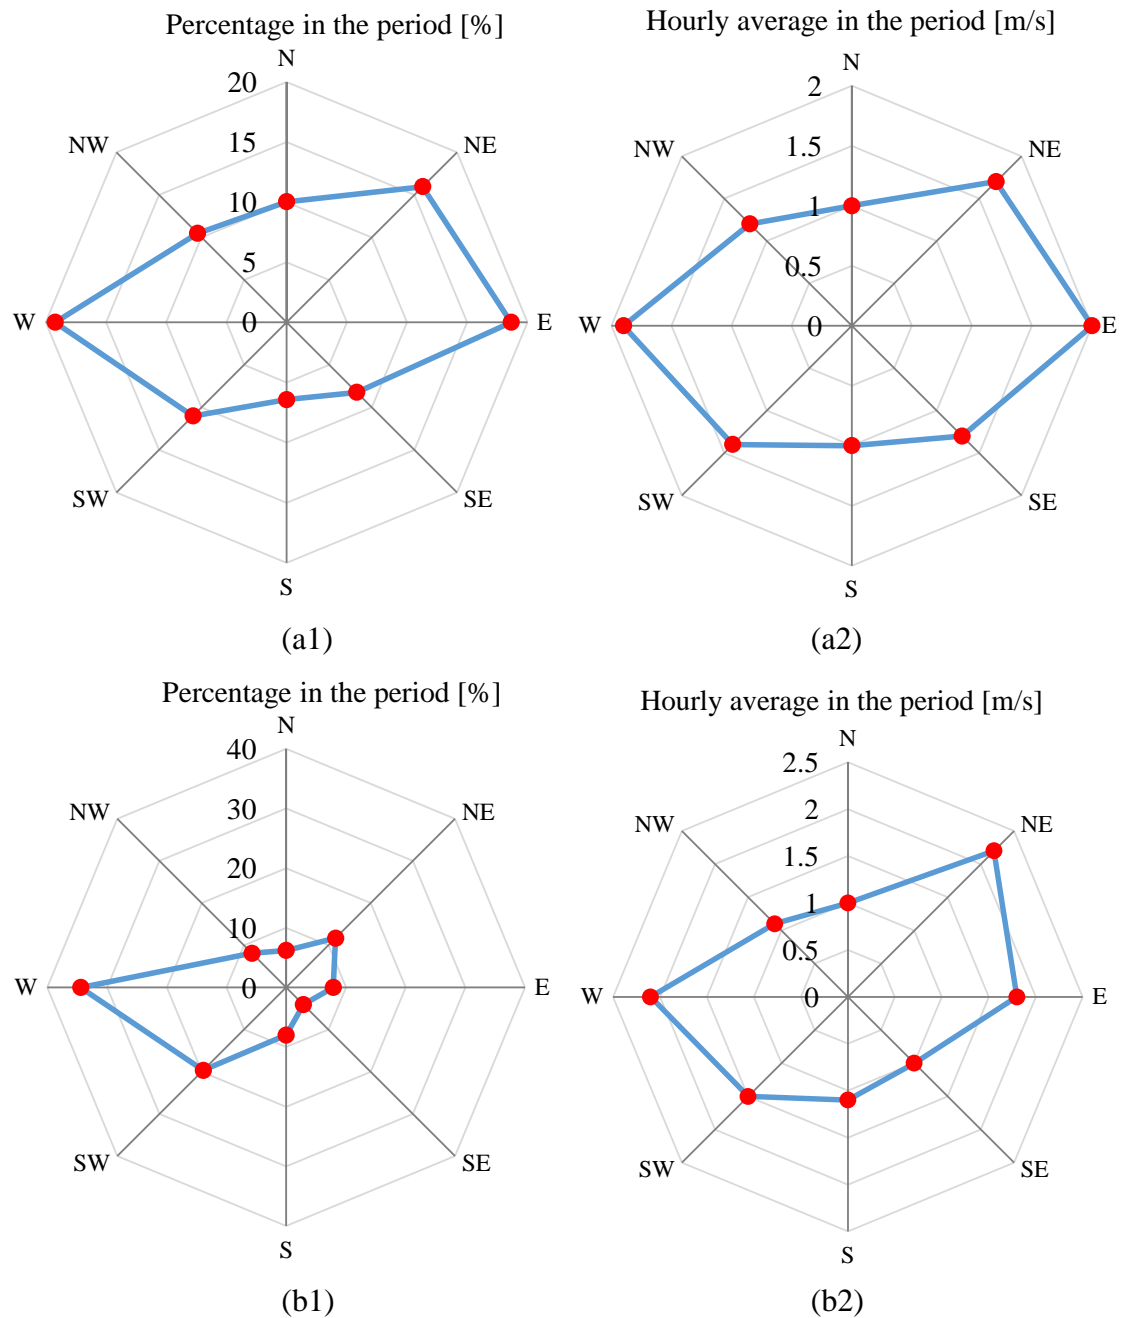 Percentage in the period [%]
N
20
15
10
5
0
NW
NE
W
E
SW
SE
S
(a1)
Hourly average in the period [m/s]
N
2
1.5
1
0.5
0
NW
NE
W
E
SW
SE
S
(a2)
Percentage in the period [%]
N
40
30
20
10
0
NW
NE
W
E
SW
SE
S
(b1)
Hourly average in the period [m/s]
N
2.5
2
1.5
1
0.5
0
NW
NE
W
E
SW
SE
S
(b2)